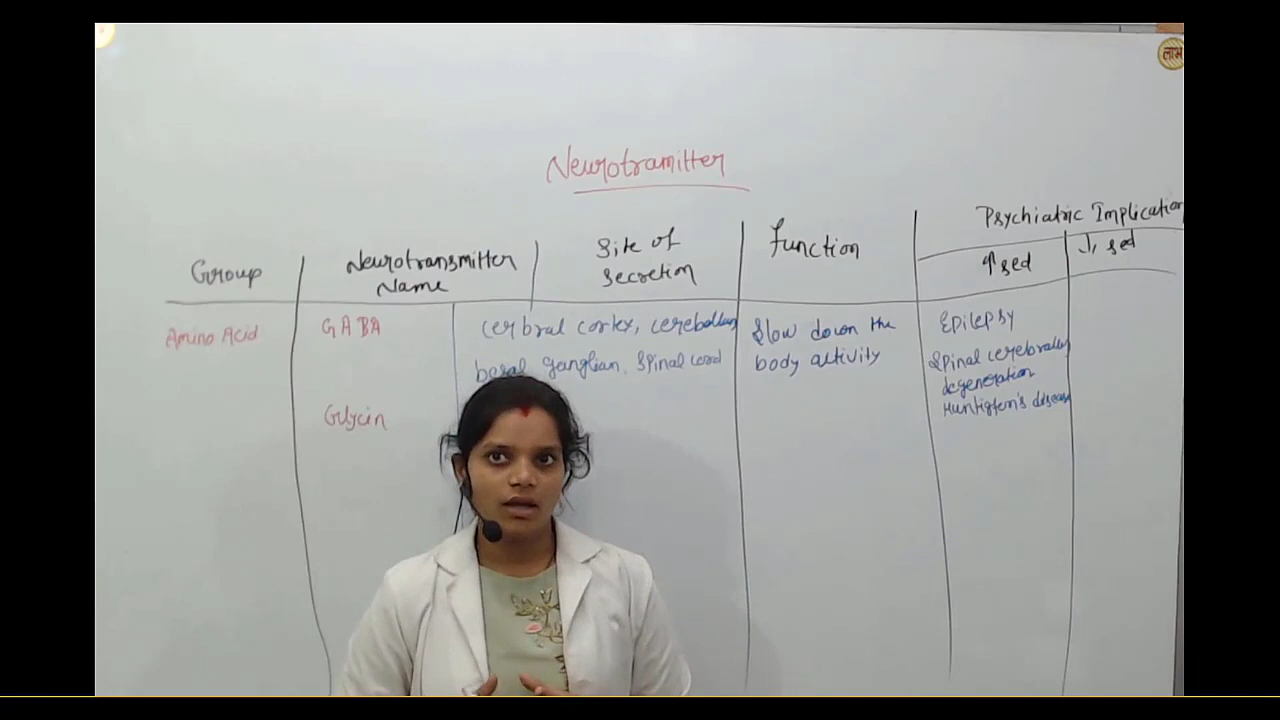 लाभ
Neurotramitter
Psychiatric Implication
Group
Neurotransmitter
Name
Site of
Secretion
Function
↑sed
↓ sed
Amino Acid
GABA
Cerbral cortex, cerebellum
basal Ganglian, Spinal cord
Slow down the
body activity
Epilepsy
Spinal cerebrally
degeneration
Huntigton's disease
Glycin